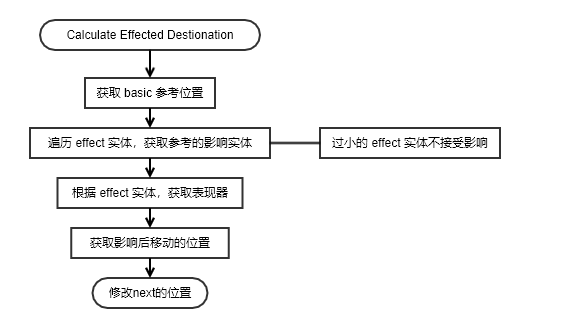 Calculate Effected Destionation
获取 basic 参考位置
遍历 effect 实体，获取参考的影响实体
过小的 effect 实体不接受影响
根据 effect 实体，获取表现器
获取影响后移动的位置
修改next的位置